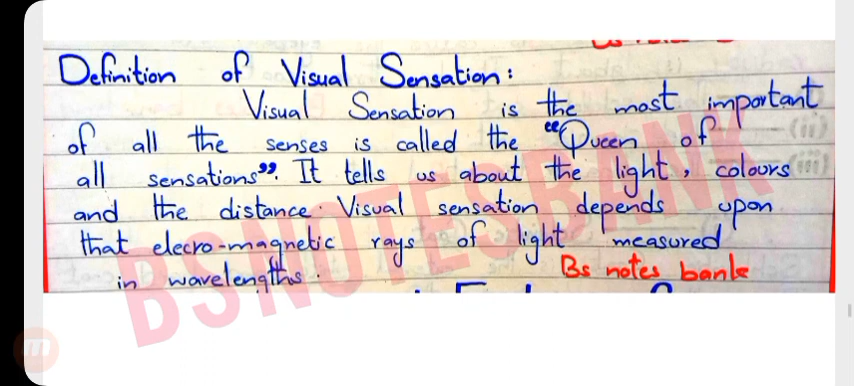 Definition of Visual Sensation:
Visual Sensation is the most important
of all the senses is called the "Queen of
all sensations". It tells us about the light, colours
and the distance. Visual sensation depends upon
that elecro-magnetic rays of light measured
in wavelengths.
Bs notes bank
BSNOTESBANK